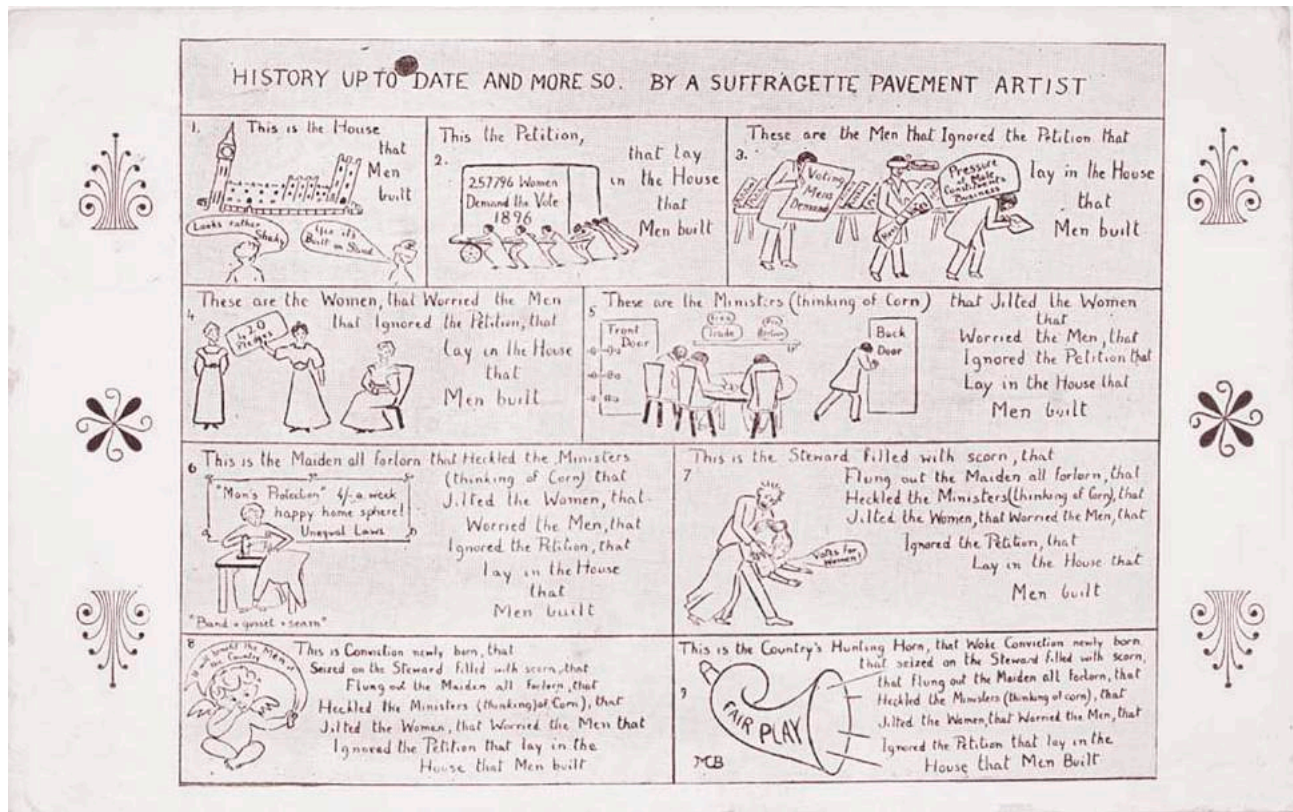 HISTORY UP TO DATE AND MORE SO. BY A SUFFRAGETTE PAVEMENT ARTIST
1. This is the House
that
Men
built
Looks rather
Shaky
Yes it's
Built on Sand
This the Petition,
2.
that lay
in the House
that
Men built
257796 Women
Demand the Vote
1896
These are the Men that Ignored the Petition that
3.
lay in the House
that
Men built
Voting
Mens
Demands
Pressure
of Male
Constituents
Business
These are the Women, that Worried the Men
4
that Ignored the Petition, that
lay in the House
that
Men built
420
Pledges
5 These are the Ministers (thinking of Corn) that Jilted the Women
that
Worried the Men, that
Ignored the Petition that
Lay in the House that
Men built
Front
Door
Free
Trade
Back
Door
6 This is the Maiden all forlorn that Heckled the Ministers
(thinking of Corn) that
Jilted the Women, that
Worried the Men, that
Ignored the Petition, that
lay in the House
that
Men built
"Man's Protection" 4/- a week
happy home sphere!
Unequal Laws
"Band & gusset & seam"
This is the Steward filled with scorn, that
7
Flung out the Maiden all forlorn, that
Heckled the Ministers (thinking of Corn), that
Jilted the Women, that Worried the Men, that
Ignored the Petition, that
Lay in the House that
Men built
Votes for
Women!
8 This is Conviction newly born, that
Seized on the Steward filled with scorn, that
Flung out the Maiden all forlorn, that
Heckled the Ministers (thinking of Corn), that
Jilted the Women, that Worried the Men that
Ignored the Petition that lay in the
House that Men built
the Men of
the Country
This is the Country's Hunting Horn, that Woke Conviction newly born
that seized on the Steward filled with scorn,
9
that Flung out the Maiden all forlorn, that
Heckled the Ministers (thinking of corn), that
Jilted the Women, that Worried the Men, that
Ignored the Petition that lay in the
House that Men Built
FAIR PLAY
MCB